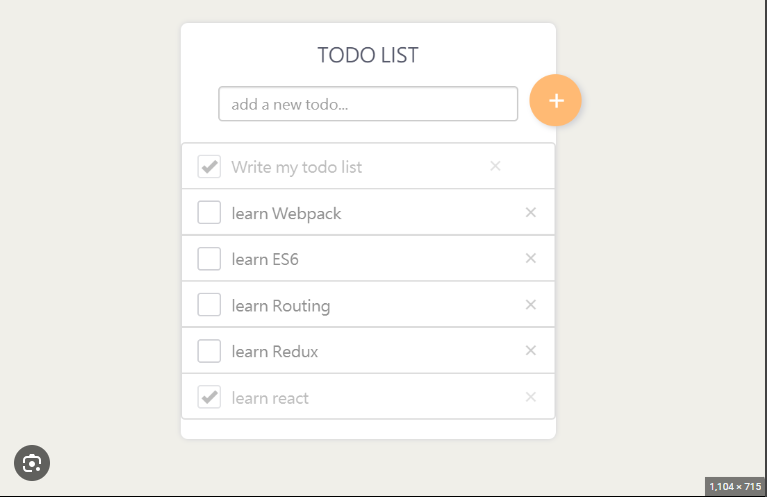 TODO LIST
add a new todo...
+
Write my todo list ×
learn Webpack ×
learn ES6 ×
learn Routing ×
learn Redux ×
learn react ×
1,104 × 715